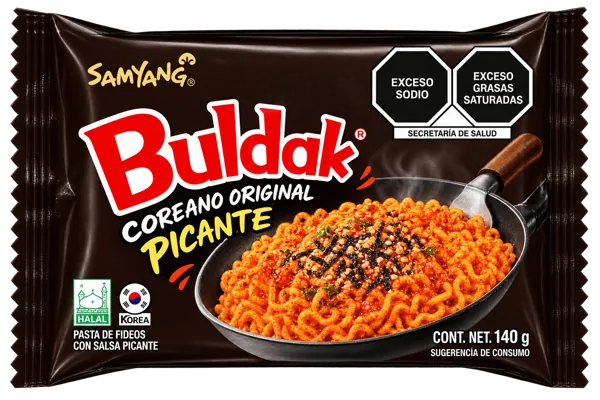 SAMYANG®
EXCESO
SODIO
EXCESO
GRASAS
SATURADAS
SECRETARÍA DE SALUD
Buldak®
COREANO ORIGINAL
PICANTE
HALAL
KOREA
PASTA DE FIDEOS
CON SALSA PICANTE
CONT. NET. 140 g
SUGERENCIA DE CONSUMO